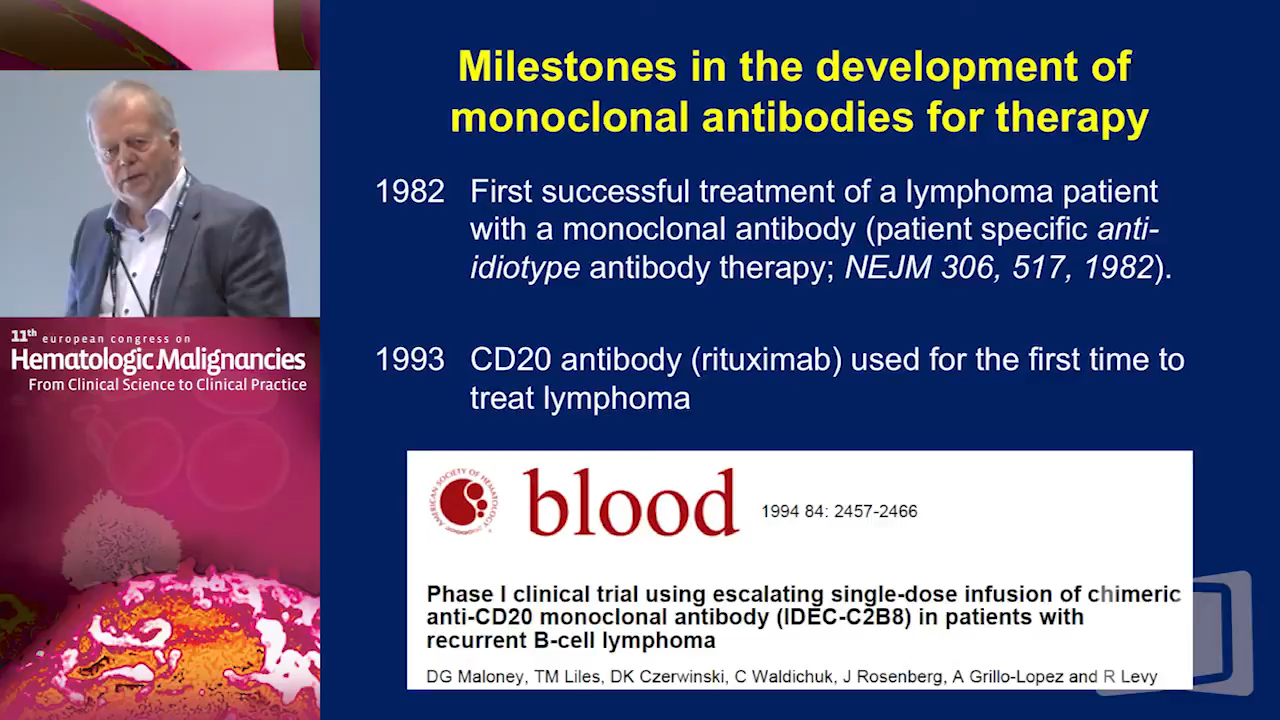 Milestones in the development of
monoclonal antibodies for therapy
1982 First successful treatment of a lymphoma patient
with a monoclonal antibody (patient specific anti-
idiotype antibody therapy; NEJM 306, 517, 1982).
1993 CD20 antibody (rituximab) used for the first time to
treat lymphoma
11th european congress on
Hematologic Malignancies
From Clinical Science to Clinical Practice
AMERICAN SOCIETY OF HEMATOLOGY
blood
1994 84: 2457-2466
Phase I clinical trial using escalating single-dose infusion of chimeric
anti-CD20 monoclonal antibody (IDEC-C2B8) in patients with
recurrent B-cell lymphoma
DG Maloney, TM Liles, DK Czerwinski, C Waldichuk, J Rosenberg, A Grillo-Lopez and R Levy